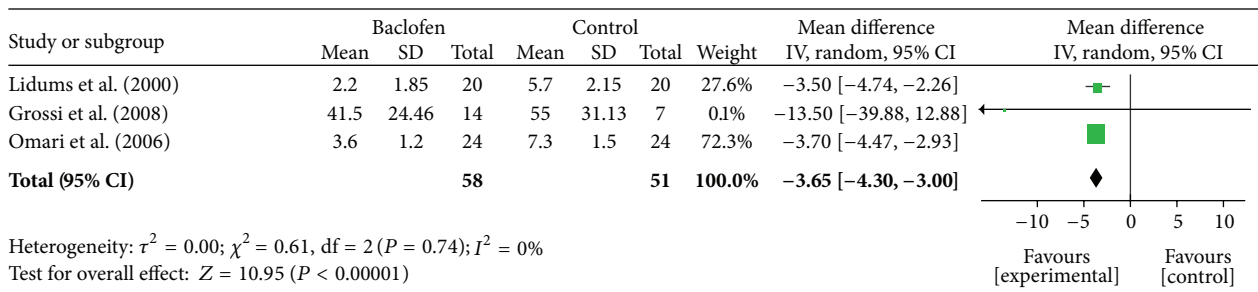 Study or subgroup Baclofen Control Weight Mean difference Mean difference
Mean SD Total Mean SD Total IV, random, 95% CI IV, random, 95% CI
Lidums et al. (2000) 2.2 1.85 20 5.7 2.15 20 27.6% −3.50 [−4.74, −2.26]
Grossi et al. (2008) 41.5 24.46 14 55 31.13 7 0.1% −13.50 [−39.88, 12.88]
Omari et al. (2006) 3.6 1.2 24 7.3 1.5 24 72.3% −3.70 [−4.47, −2.93]
Total (95% CI) 58 51 100.0% −3.65 [−4.30, −3.00]
−10 −5 0 5 10
Heterogeneity: τ² = 0.00; χ² = 0.61, df = 2 (P = 0.74); I² = 0%
Test for overall effect: Z = 10.95 (P < 0.00001)
Favours Favours
[experimental] [control]